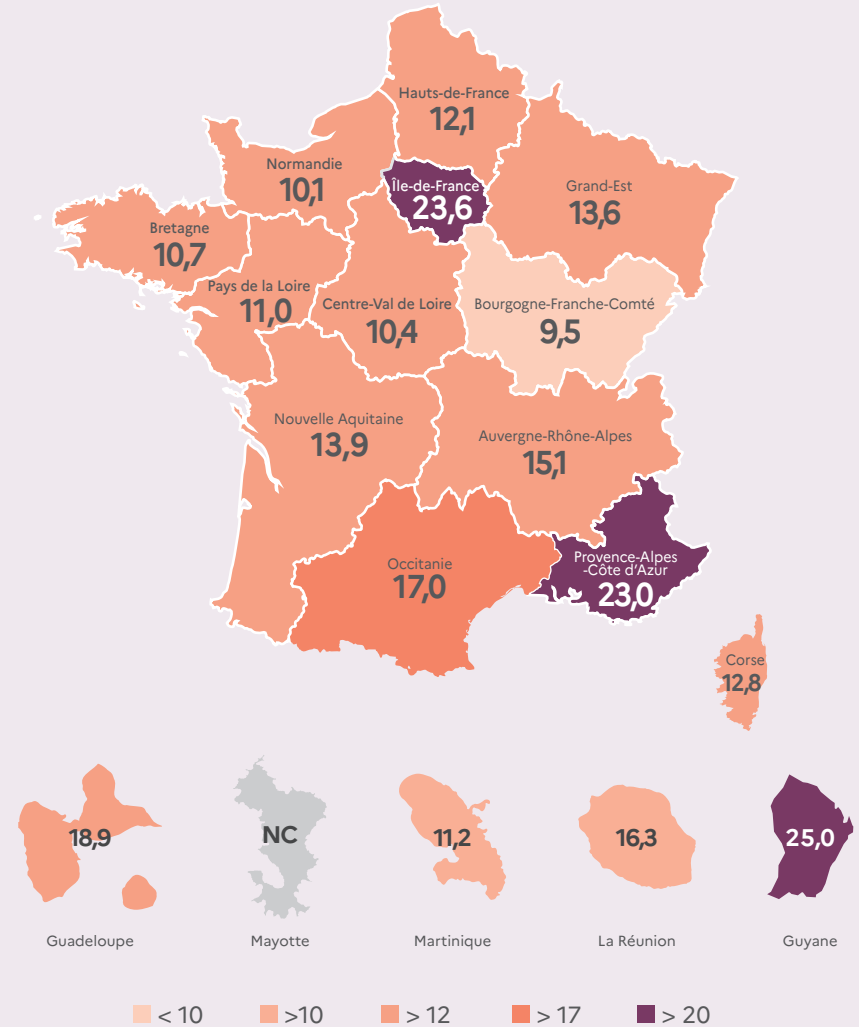 Hauts-de-France
12,1
Normandie
10,1
Île-de-France
23,6
Grand-Est
13,6
Bretagne
10,7
Pays de la Loire
11,0
Centre-Val de Loire
10,4
Bourgogne-Franche-Comté
9,5
Nouvelle Aquitaine
13,9
Auvergne-Rhône-Alpes
15,1
Occitanie
17,0
Provence-Alpes
-Côte d'Azur
23,0
Corse
12,8
18,9
NC
11,2
16,3
25,0
Guadeloupe
Mayotte
Martinique
La Réunion
Guyane
< 10
>10
> 12
> 17
> 20